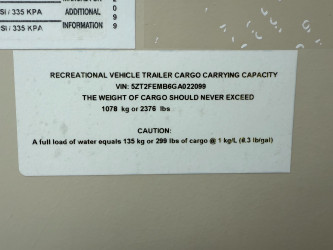 SI / 335 KPA ADDITIONAL 0
9
PSI / 335 KPA INFORMATION 9
RECREATIONAL VEHICLE TRAILER CARGO CARRYING CAPACITY
VIN: 5ZT2FEMB6GA022099
THE WEIGHT OF CARGO SHOULD NEVER EXCEED
1078 kg or 2376 lbs
CAUTION:
A full load of water equals 135 kg or 299 lbs of cargo @ 1 kg/L (8.3 lb/gal)